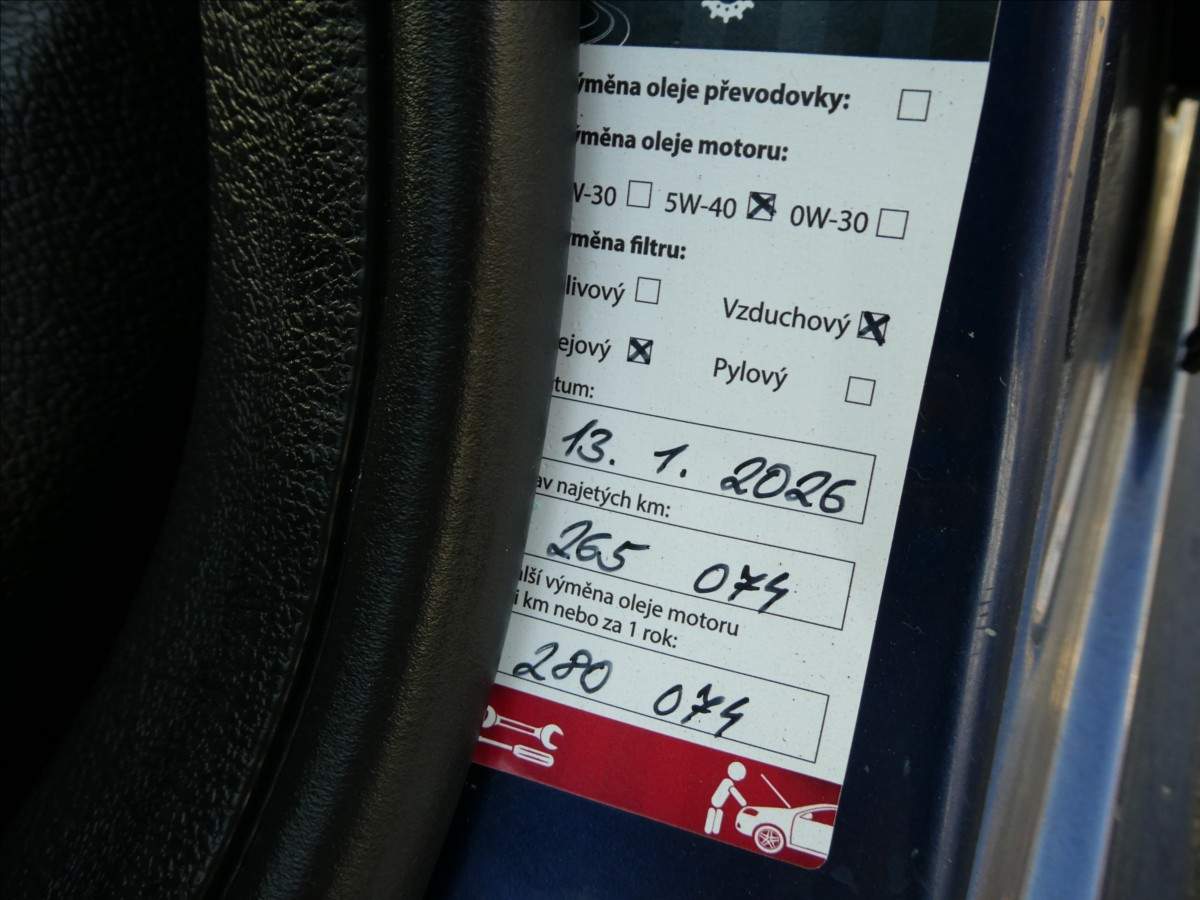 ýměna oleje převodovky:
ýměna oleje motoru:
W-30 5W-40 0W-30
měna filtru:
livový Vzduchový
ejový Pylový
tum:
13. 1. 2026
av najetých km:
265 074
alší výměna oleje motoru
i km nebo za 1 rok:
280 074